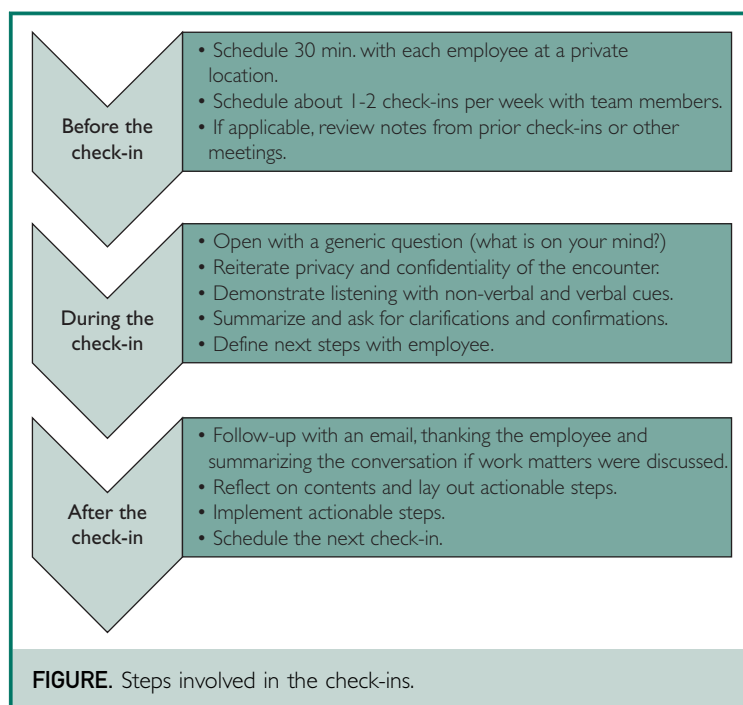 Before the
check-in
• Schedule 30 min. with each employee at a private
location.
• Schedule about 1-2 check-ins per week with team members.
• If applicable, review notes from prior check-ins or other
meetings.
During the
check-in
• Open with a generic question (what is on your mind?)
• Reiterate privacy and confidentiality of the encounter.
• Demonstrate listening with non-verbal and verbal cues.
• Summarize and ask for clarifications and confirmations.
• Define next steps with employee.
After the
check-in
• Follow-up with an email, thanking the employee and
summarizing the conversation if work matters were discussed.
• Reflect on contents and lay out actionable steps.
• Implement actionable steps.
• Schedule the next check-in.
FIGURE. Steps involved in the check-ins.